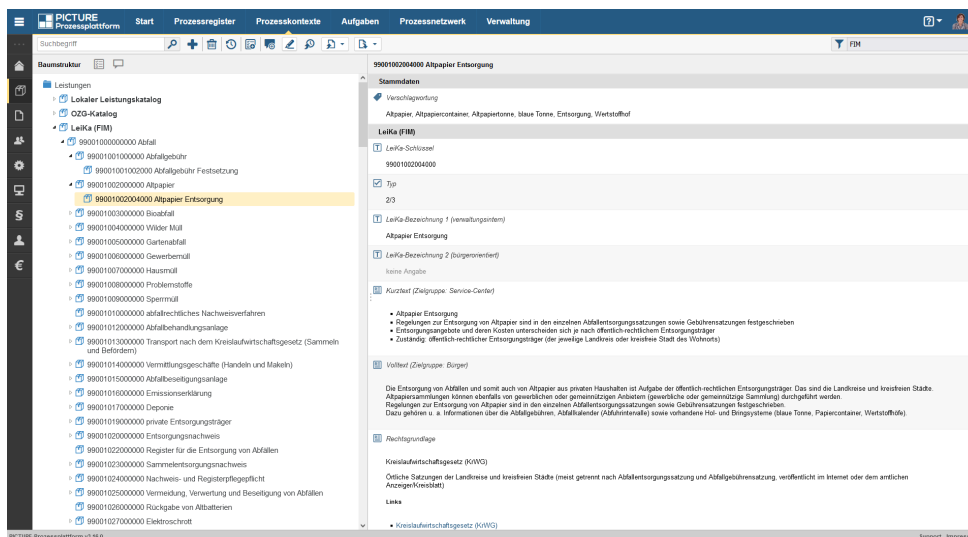 PICTURE
Prozessplattform
Start Prozessregister Prozesskontexte Aufgaben Prozessnetzwerk Verwaltung
Suchbegriff
FIM
Baumstruktur
Leistungen
Lokaler Leistungskatalog
OZG-Katalog
LeiKa (FIM)
99001000000000 Abfall
99001001000000 Abfallgebühr
99001001002000 Abfallgebühr Festsetzung
99001002000000 Altpapier
99001002004000 Altpapier Entsorgung
99001003000000 Bioabfall
99001004000000 Wilder Müll
99001005000000 Gartenabfall
99001006000000 Gewerbemüll
99001007000000 Hausmüll
99001008000000 Problemstoffe
99001009000000 Sperrmüll
99001010000000 abfallrechtliches Nachweisverfahren
99001012000000 Abfallbehandlungsanlage
99001013000000 Transport nach dem Kreislaufwirtschaftsgesetz (Sammeln
und Befördern)
99001014000000 Vermittlungsgeschäfte (Handeln und Makeln)
99001015000000 Abfallbeseitigungsanlage
99001016000000 Emissionserklärung
99001017000000 Deponie
99001019000000 private Entsorgungsträger
99001020000000 Entsorgungsnachweis
99001022000000 Register für die Entsorgung von Abfällen
99001023000000 Sammelentsorgungsnachweis
99001024000000 Nachweis- und Registerpflegepflicht
99001025000000 Vermeidung, Verwertung und Beseitigung von Abfällen
99001026000000 Rückgabe von Altbatterien
99001027000000 Elektroschrott
99001002004000 Altpapier Entsorgung
Stammdaten
Verschlagwortung
Altpapier, Altpapiercontainer, Altpapiertonne, blaue Tonne, Entsorgung, Wertstoffhof
LeiKa (FIM)
LeiKa-Schlüssel
99001002004000
Typ
2/3
LeiKa-Bezeichnung 1 (verwaltungsintern)
Altpapier Entsorgung
LeiKa-Bezeichnung 2 (bürgerorientiert)
keine Angabe
Kurztext (Zielgruppe: Service-Center)
• Altpapier Entsorgung
• Regelungen zur Entsorgung von Altpapier sind in den einzelnen Abfallentsorgungssatzungen sowie Gebührensatzungen festgeschrieben
• Entsorgungsangebote und deren Kosten unterscheiden sich je nach öffentlich-rechtlichem Entsorgungsträger
• Zuständig: öffentlich-rechtlicher Entsorgungsträger (der jeweilige Landkreis oder kreisfreie Stadt des Wohnorts)
Volltext (Zielgruppe: Bürger)
Die Entsorgung von Abfällen und somit auch von Altpapier aus privaten Haushalten ist Aufgabe der öffentlich-rechtlichen Entsorgungsträger. Das sind die Landkreise und kreisfreien Städte.
Altpapiersammlungen können ebenfalls von gewerblichen oder gemeinnützigen Anbietern (gewerbliche oder gemeinnützige Sammlung) durchgeführt werden.
Regelungen zur Entsorgung von Altpapier sind in den einzelnen Abfallentsorgungssatzungen sowie Gebührensatzungen festgeschrieben.
Dazu gehören u. a. Informationen über die Abfallgebühren, Abfallkalender (Abfuhrintervalle) sowie vorhandene Hol- und Bringsysteme (blaue Tonne, Papiercontainer, Wertstoffhöfe).
Rechtsgrundlage
Kreislaufwirtschaftsgesetz (KrWG)
Örtliche Satzungen der Landkreise und kreisfreien Städte (meist getrennt nach Abfallentsorgungssatzung und Abfallgebührensatzung, veröffentlicht im Internet oder dem amtlichen
Anzeiger/Kreisblatt)
Links
• Kreislaufwirtschaftsgesetz (KrWG)